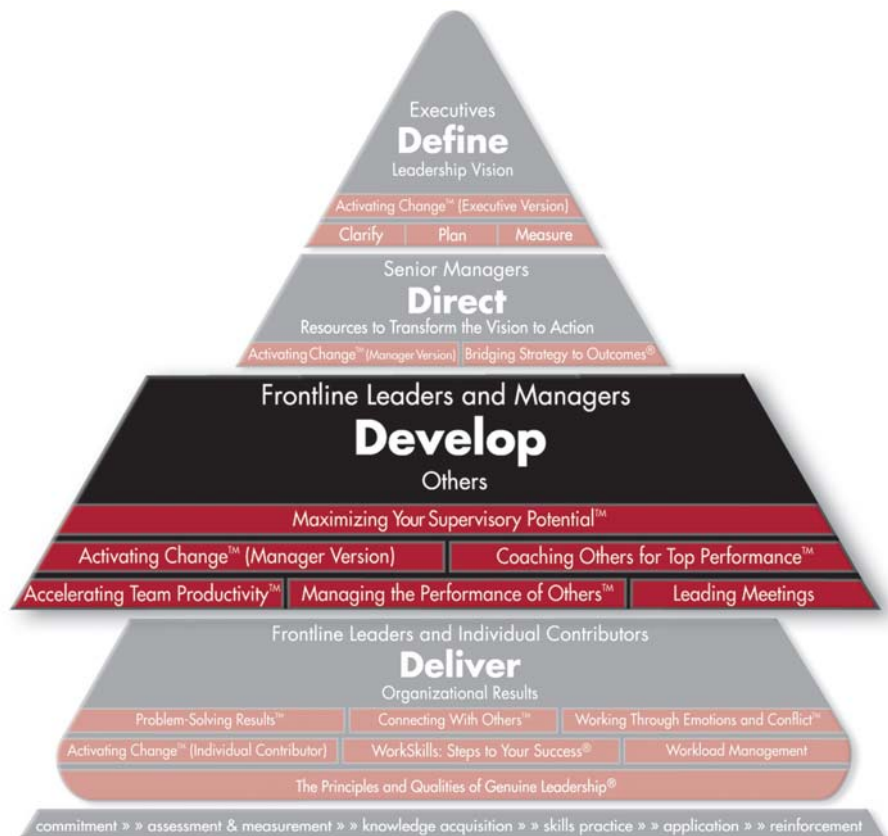 Executives
Define
Leadership Vision
Activating Change™ (Executive Version)
Clarify Plan Measure
Senior Managers
Direct
Resources to Transform the Vision to Action
Activating Change™ (Manager Version) Bridging Strategy to Outcomes®
Frontline Leaders and Managers
Develop
Others
Maximizing Your Supervisory Potential™
Activating Change™ (Manager Version) Coaching Others for Top Performance™
Accelerating Team Productivity™ Managing the Performance of Others™ Leading Meetings
Frontline Leaders and Individual Contributors
Deliver
Organizational Results
Problem-Solving Results™ Connecting With Others™ Working Through Emotions and Conflict™
Activating Change™ (Individual Contributor) WorkSkills: Steps to Your Success® Workload Management
The Principles and Qualities of Genuine Leadership®
commitment » » assessment & measurement » » knowledge acquisition » » skills practice » » application » » reinforcement